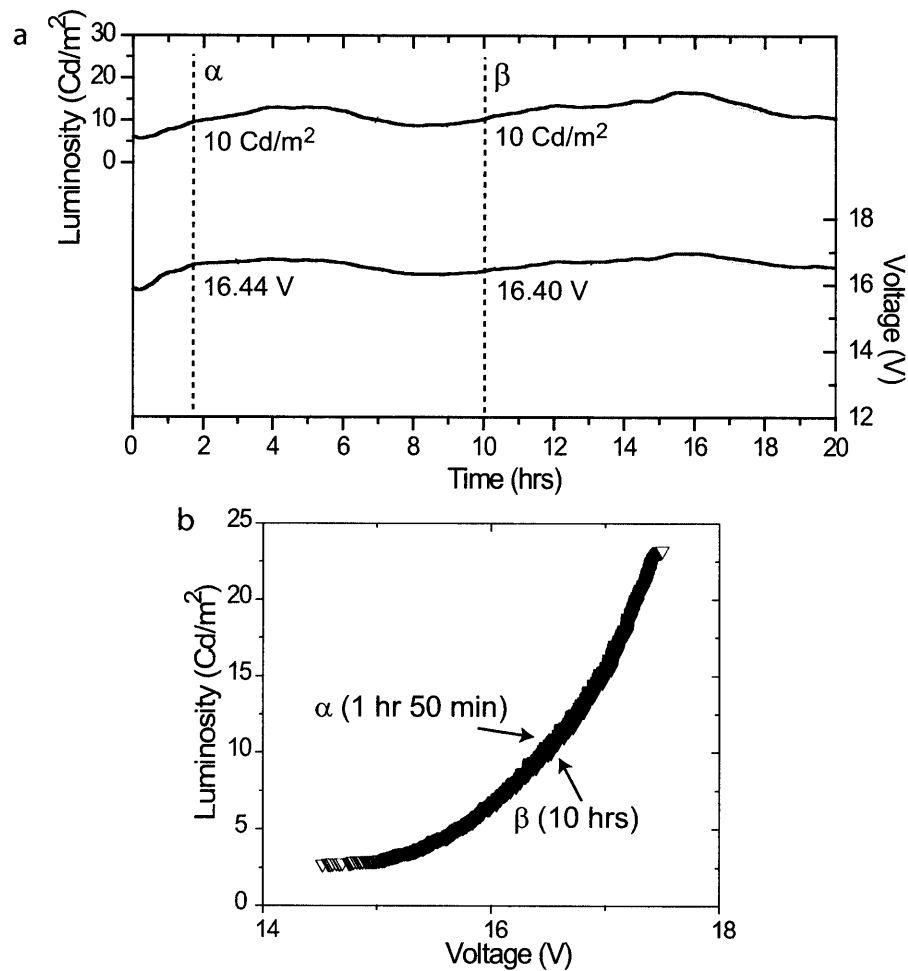 a
Luminosity (Cd/m²)
30
25
20
10
0
α
10 Cd/m²
β
10 Cd/m²
16.44 V
16.40 V
18
16
14
12
Voltage (V)
0 2 4 6 8 10 12 14 16 18 20
Time (hrs)
b
Luminosity (Cd/m²)
25
20
15
10
5
0
α (1 hr 50 min)
β (10 hrs)
14 16 17 18
Voltage (V)